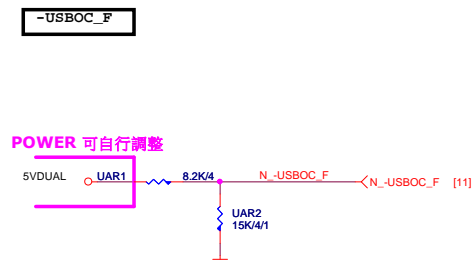 -USBOC_F
POWER 可自行調整
5VDUAL UAR1 8.2K/4 N_-USBOC_F N_-USBOC_F [11]
UAR2
15K/4/1